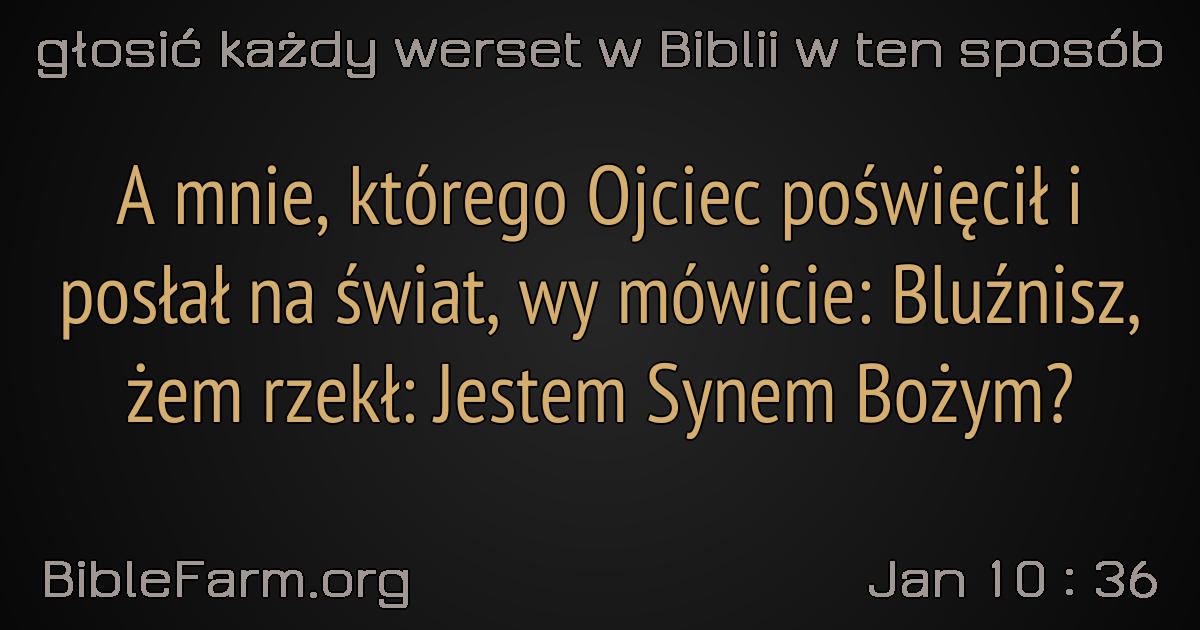 głosić każdy werset w Biblii w ten sposób
A mnie, którego Ojciec poświęcił i
posłał na świat, wy mówicie: Bluźnisz,
żem rzekł: Jestem Synem Bożym?
BibleFarm.org
Jan 10 : 36